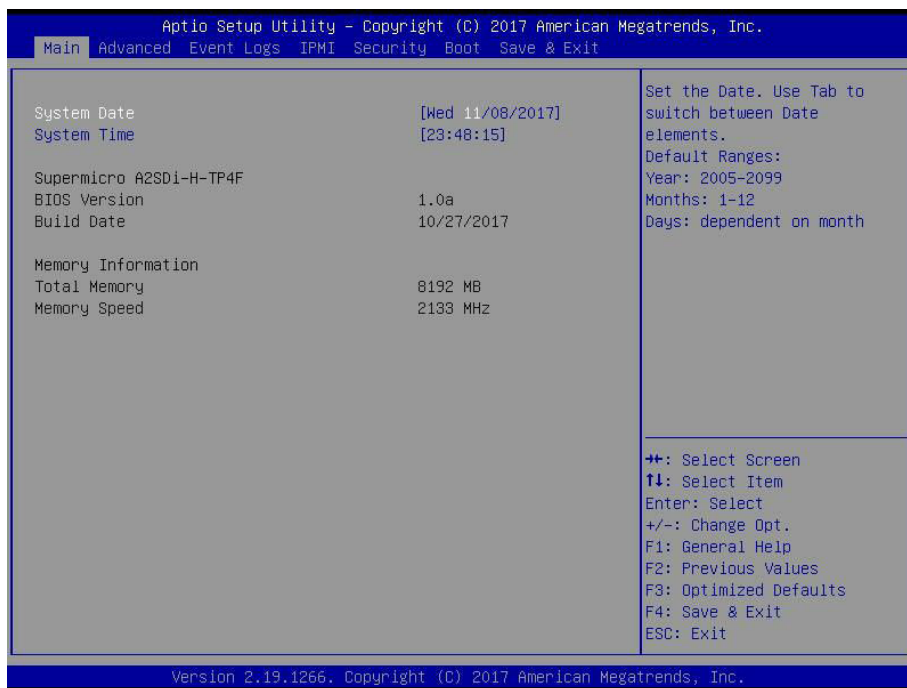 Aptio Setup Utility – Copyright (C) 2017 American Megatrends, Inc.
Main Advanced Event Logs IPMI Security Boot Save & Exit
System Date [Wed 11/08/2017]
System Time [23:48:15]
Supermicro A2SDi-H-TP4F
BIOS Version 1.0a
Build Date 10/27/2017
Memory Information
Total Memory 8192 MB
Memory Speed 2133 MHz
Set the Date. Use Tab to
switch between Date
elements.
Default Ranges:
Year: 2005-2099
Months: 1-12
Days: dependent on month
→←: Select Screen
↑↓: Select Item
Enter: Select
+/-: Change Opt.
F1: General Help
F2: Previous Values
F3: Optimized Defaults
F4: Save & Exit
ESC: Exit
Version 2.19.1266. Copyright (C) 2017 American Megatrends, Inc.